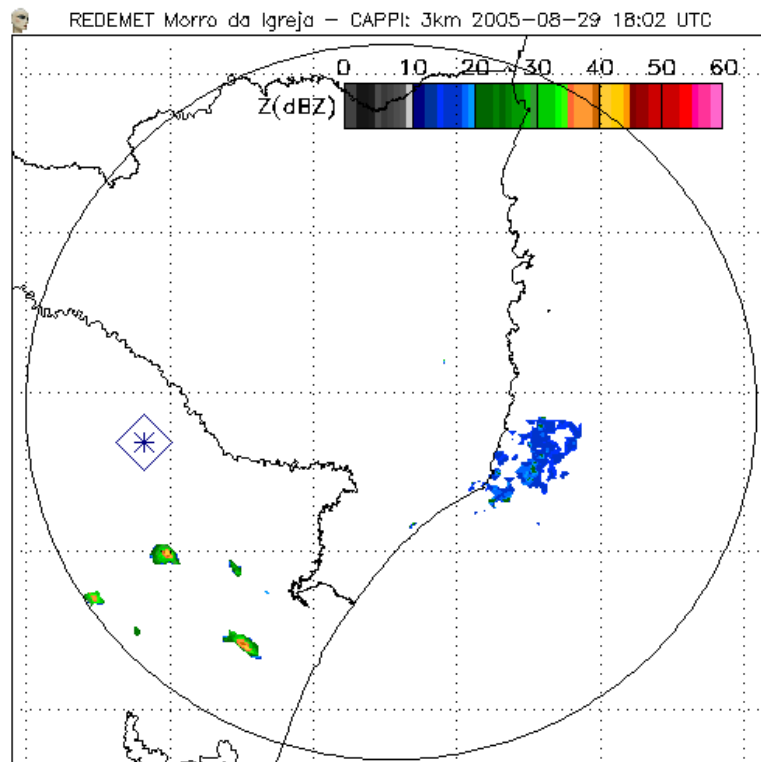 REDEMET Morro da Igreja - CAPPI: 3km 2005-08-29 18:02 UTC
0 10 20 30 40 50 60
Z(dBZ)